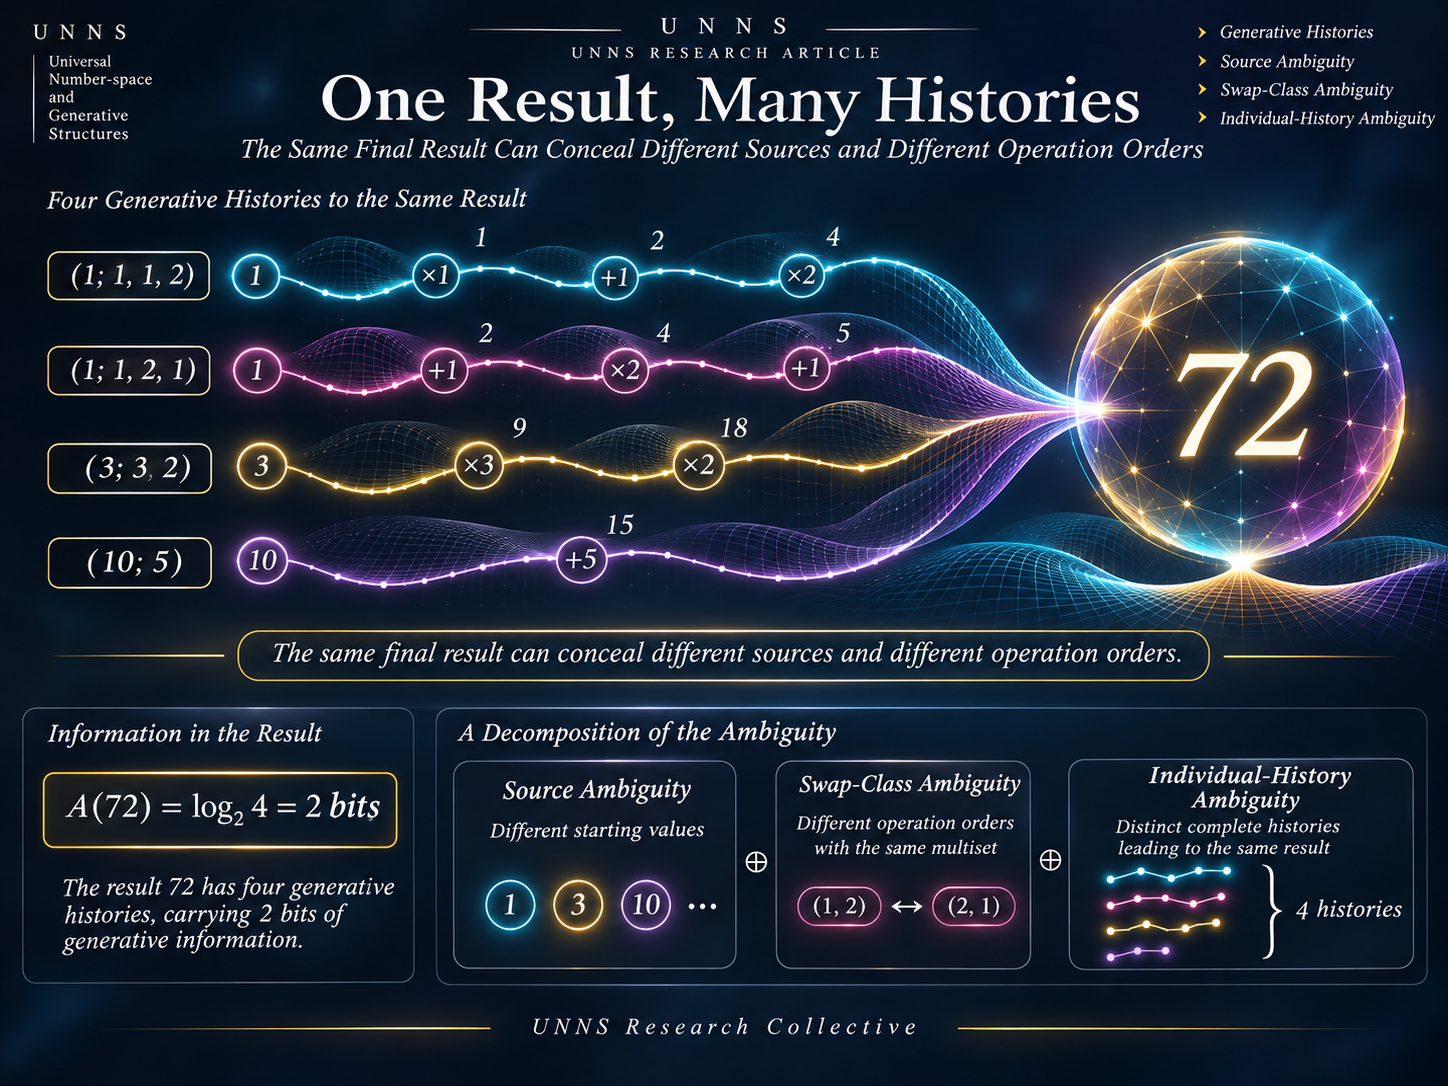 UNNS
Universal
Number-space
and
Generative
Structures
UNNS
UNNS RESEARCH ARTICLE
One Result, Many Histories
The Same Final Result Can Conceal Different Sources and Different Operation Orders
Generative Histories
Source Ambiguity
Swap-Class Ambiguity
Individual-History Ambiguity
Four Generative Histories to the Same Result
(1; 1, 1, 2) 1 ×1 1 +1 2 ×2 4
(1; 1, 2, 1) 1 +1 2 ×2 4 +1 5
(3; 3, 2) 3 ×3 9 ×2 18
(10; 5) 10 +5 15
72
The same final result can conceal different sources and different operation orders.
Information in the Result
A(72) = log₂ 4 = 2 bits
The result 72 has four generative
histories, carrying 2 bits of
generative information.
A Decomposition of the Ambiguity
Source Ambiguity
Different starting values
1 3 10 ...
⊕
Swap-Class Ambiguity
Different operation orders
with the same multiset
(1, 2) ↔ (2, 1)
⊕
Individual-History
Ambiguity
Distinct complete histories
leading to the same result
} 4 histories
UNNS Research Collective